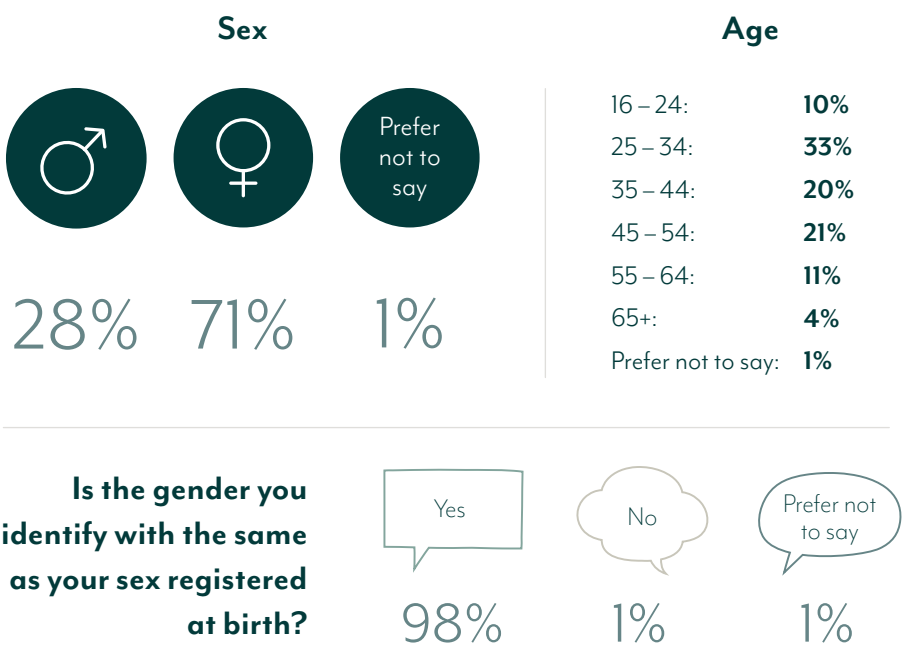 Sex
Prefer
not to
say
28% 71% 1%
Age
16 – 24: 10%
25 – 34: 33%
35 – 44: 20%
45 – 54: 21%
55 – 64: 11%
65+: 4%
Prefer not to say: 1%
Is the gender you
identify with the same
as your sex registered
at birth?
Yes
98%
No
1%
Prefer not
to say
1%